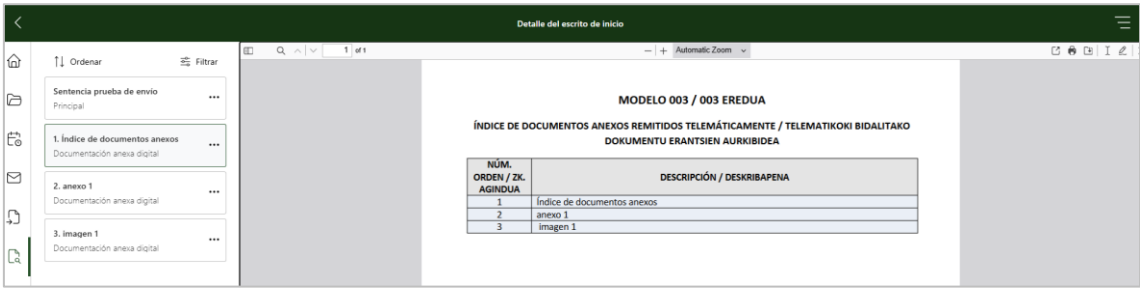 Detalle del escrito de inicio
Ordenar
Filtrar
Sentencia prueba de envío
Principal
1. Índice de documentos anexos
Documentación anexa digital
2. anexo 1
Documentación anexa digital
3. imagen 1
Documentación anexa digital
1 of 1
Automatic Zoom
MODELO 003 / 003 EREDUA
ÍNDICE DE DOCUMENTOS ANEXOS REMITIDOS TELEMÁTICAMENTE / TELEMATIKOKI BIDALITAKO
DOKUMENTU ERANTSIEN AURKIBIDEA
NÚM.
ORDEN / ZK.
AGINDUA
DESCRIPCIÓN / DESKRIBAPENA
1 Índice de documentos anexos
2 anexo 1
3 imagen 1